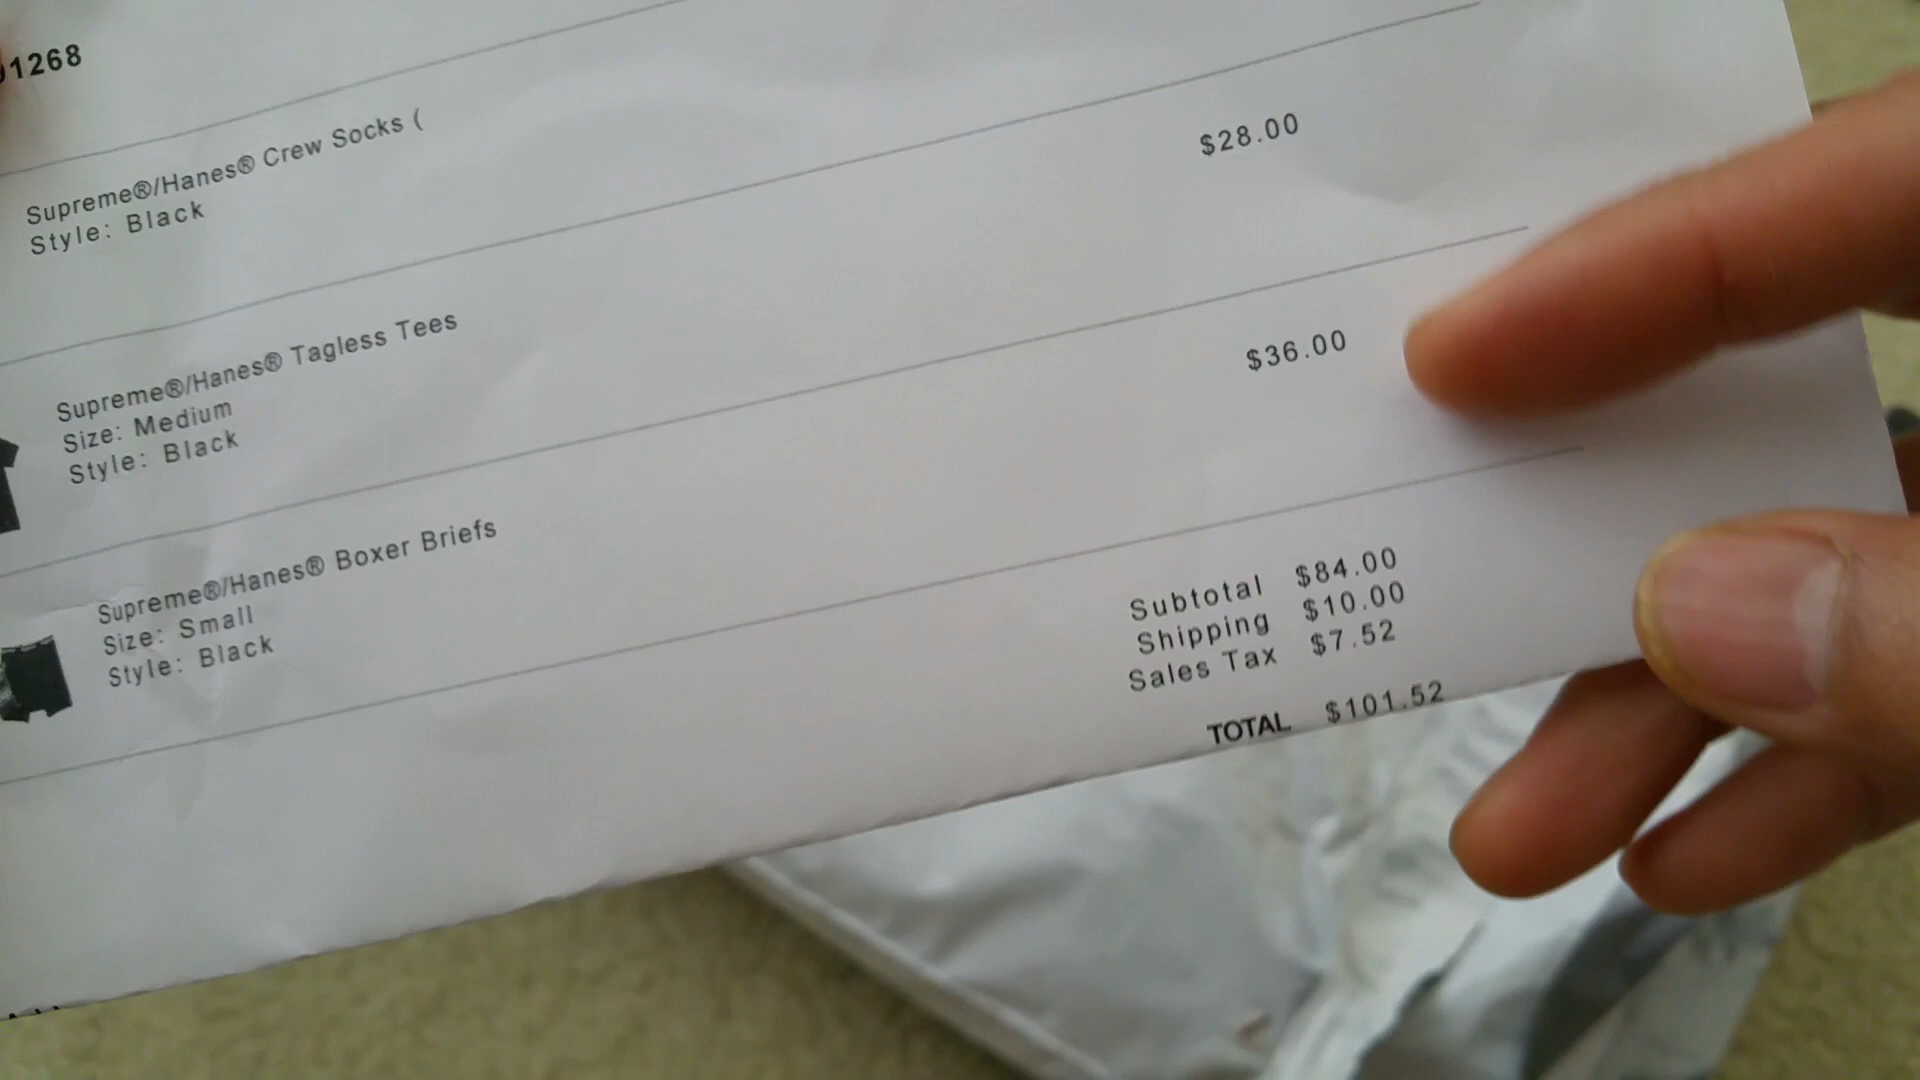 1268
Supreme®/Hanes® Crew Socks (
Style: Black
Supreme®/Hanes® Tagless Tees $28.00
Size: Medium
Style: Black
Supreme®/Hanes® Boxer Briefs $36.00
Size: Small
Style: Black
Subtotal $84.00
Shipping $10.00
Sales Tax $7.52
TOTAL $101.52